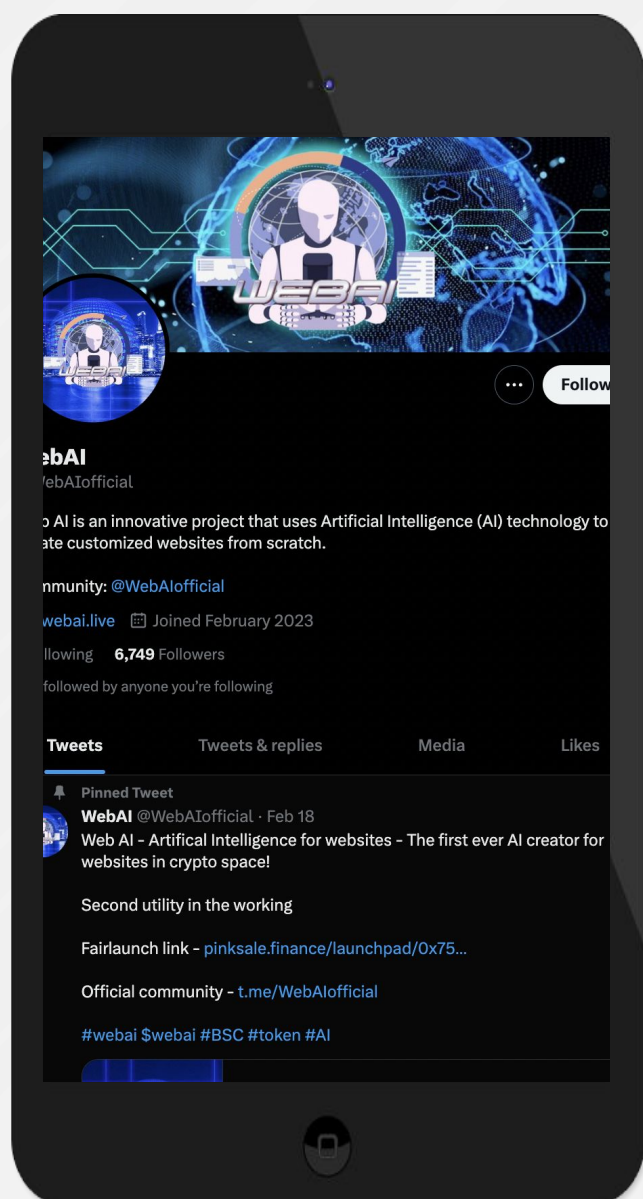 WEBAI
WEBAI
Follow
ebAI
VebAIofficial
b AI is an innovative project that uses Artificial Intelligence (AI) technology to
ate customized websites from scratch.
mmunity: @WebAIofficial
webai.live Joined February 2023
llowing 6,749 Followers
followed by anyone you're following
Tweets Tweets & replies Media Likes
Pinned Tweet
WebAI @WebAIofficial · Feb 18
Web AI - Artifical Intelligence for websites - The first ever AI creator for
websites in crypto space!
Second utility in the working
Fairlaunch link - pinksale.finance/launchpad/0x75...
Official community - t.me/WebAIofficial
#webai $webai #BSC #token #AI